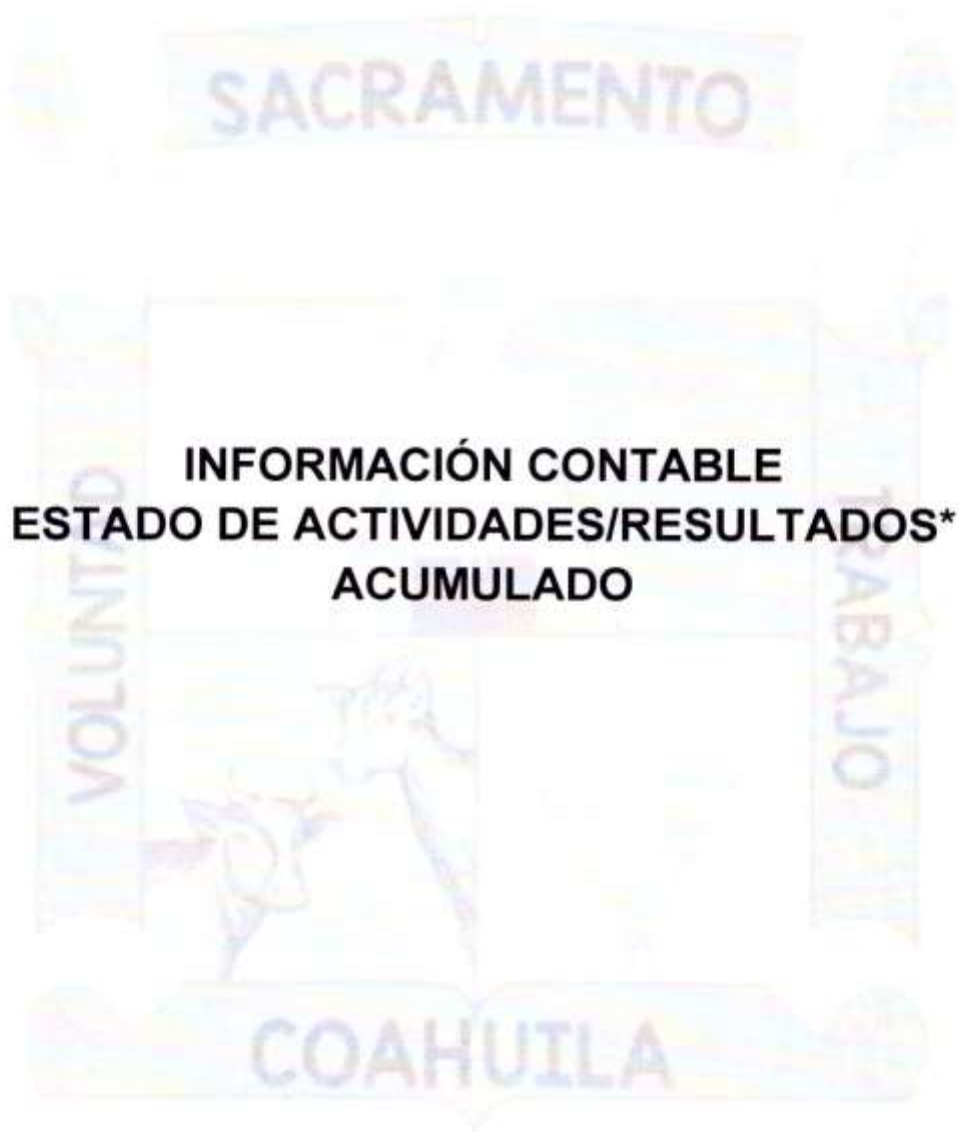 SACRAMENTO
INFORMACIÓN CONTABLE
ESTADO DE ACTIVIDADES/RESULTADOS*
ACUMULADO
VOLUNTAD
TRABAJO
COAHUILA